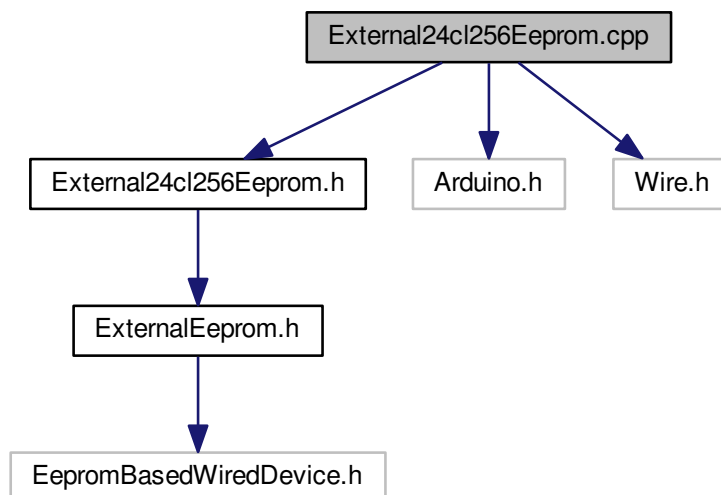 External24cl256Eeprom.cpp
External24cl256Eeprom.h
Arduino.h
Wire.h
ExternalEeprom.h
EepromBasedWiredDevice.h